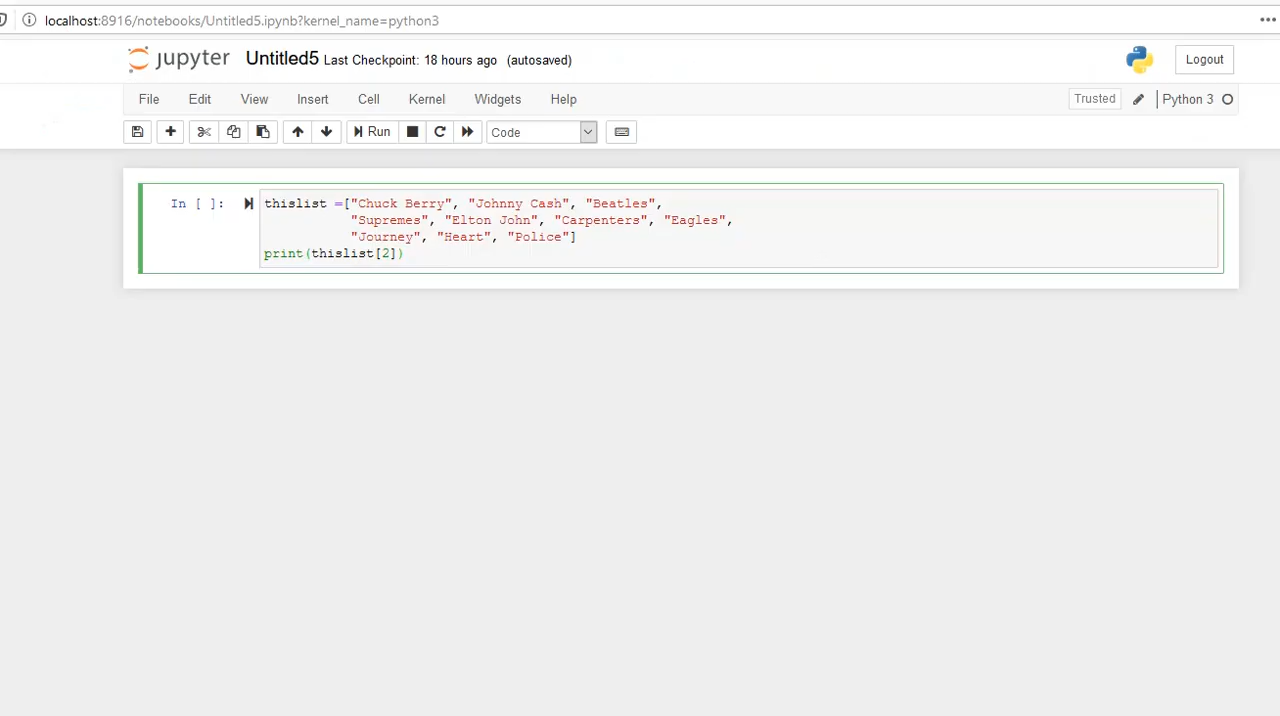 localhost:8916/notebooks/Untitled5.ipynb?kernel_name=python3
jupyter Untitled5 Last Checkpoint: 18 hours ago (autosaved) Logout
File Edit View Insert Cell Kernel Widgets Help Trusted Python 3
Run Code
In [ ]: thislist =["Chuck Berry", "Johnny Cash", "Beatles",
"Supremes", "Elton John", "Carpenters", "Eagles",
"Journey", "Heart", "Police"]
print(thislist[2])